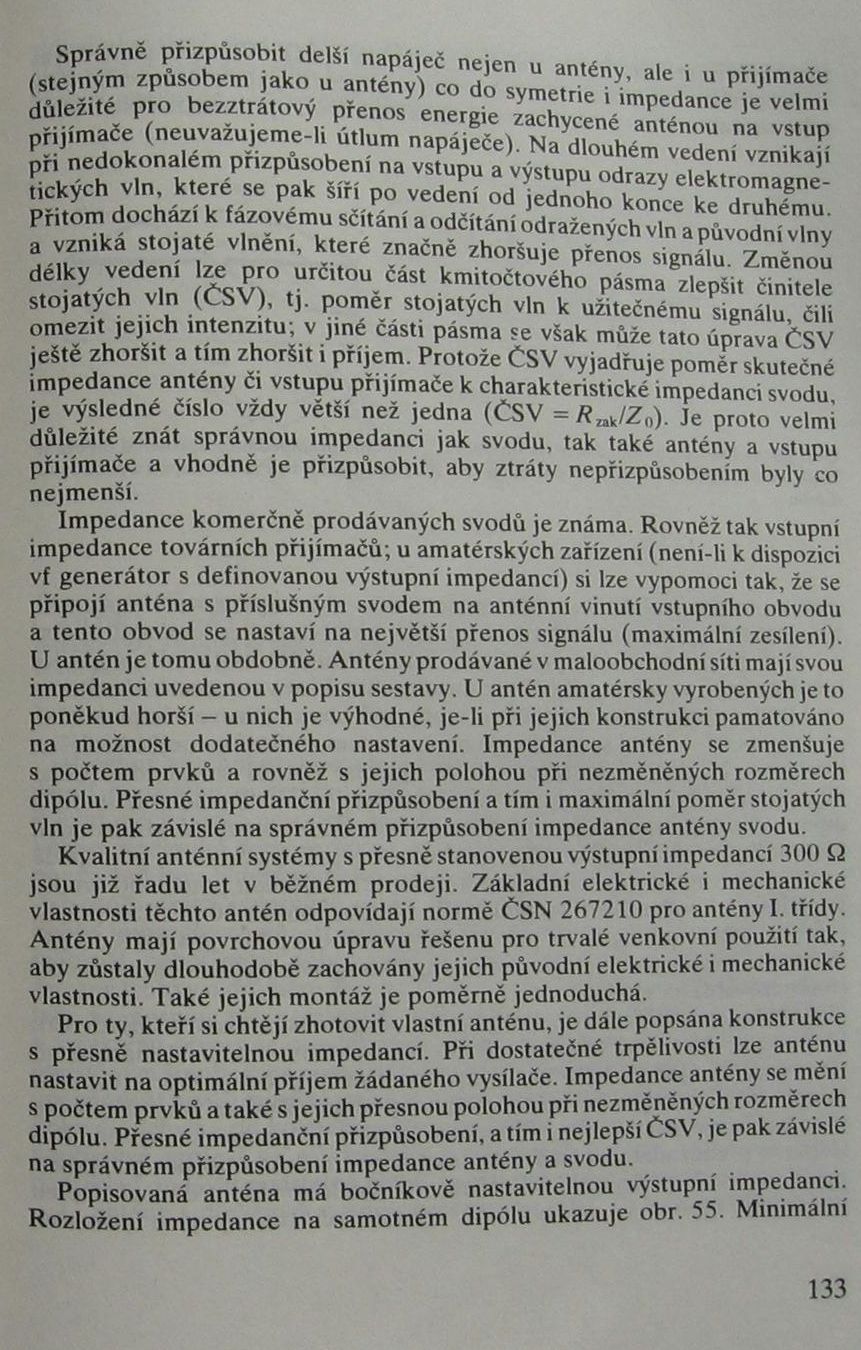 Správně přizpůsobit delší napáječ nejen u antény, ale i u přijímače
(stejným způsobem jako u antény) co do symetrie i impedance je velmi
důležité pro bezztrátový přenos energie zachycené anténou na vstup
přijímače (neuvažujeme-li útlum napáječe). Na dlouhém vedení vznikají
při nedokonalém přizpůsobení na vstupu a výstupu odrazy elektromagne-
tických vln, které se pak šíří po vedení od jednoho konce ke druhému.
Přitom dochází k fázovému sčítání a odčítání odražených vln a původní vlny
a vzniká stojaté vlnění, které značně zhoršuje přenos signálu. Změnou
délky vedení lze pro určitou část kmitočtového pásma zlepšit činitele
stojatých vln (ČSV), tj. poměr stojatých vln k užitečnému signálu, čili
omezit jejich intenzitu; v jiné části pásma se však může tato úprava ČSV
ještě zhoršit a tím zhoršit i příjem. Protože ČSV vyjadřuje poměr skutečné
impedance antény či vstupu přijímače k charakteristické impedanci svodu,
je výsledné číslo vždy větší než jedna (ČSV = R_zak/Z_0). Je proto velmi
důležité znát správnou impedanci jak svodu, tak také antény a vstupu
přijímače a vhodně je přizpůsobit, aby ztráty nepřizpůsobením byly co
nejmenší.
Impedance komerčně prodávaných svodů je známa. Rovněž tak vstupní
impedance továrních přijímačů; u amatérských zařízení (není-li k dispozici
vf generátor s definovanou výstupní impedancí) si lze vypomoci tak, že se
připojí anténa s příslušným svodem na anténní vinutí vstupního obvodu
a tento obvod se nastaví na největší přenos signálu (maximální zesílení).
U antén je tomu obdobně. Antény prodávané v maloobchodní síti mají svou
impedanci uvedenou v popisu sestavy. U antén amatérsky vyrobených je to
poněkud horší – u nich je výhodné, je-li při jejich konstrukci pamatováno
na možnost dodatečného nastavení. Impedance antény se zmenšuje
s počtem prvků a rovněž s jejich polohou při nezměněných rozměrech
dipólu. Přesné impedanční přizpůsobení a tím i maximální poměr stojatých
vln je pak závislé na správném přizpůsobení impedance antény svodu.
Kvalitní anténní systémy s přesně stanovenou výstupní impedancí 300 Ω
jsou již řadu let v běžném prodeji. Základní elektrické i mechanické
vlastnosti těchto antén odpovídají normě ČSN 267210 pro antény I. třídy.
Antény mají povrchovou úpravu řešenu pro trvalé venkovní použití tak,
aby zůstaly dlouhodobě zachovány jejich původní elektrické i mechanické
vlastnosti. Také jejich montáž je poměrně jednoduchá.
Pro ty, kteří si chtějí zhotovit vlastní anténu, je dále popsána konstrukce
s přesně nastavitelnou impedancí. Při dostatečné trpělivosti lze anténu
nastavit na optimální příjem žádaného vysílače. Impedance antény se mění
s počtem prvků a také s jejich přesnou polohou při nezměněných rozměrech
dipólu. Přesné impedanční přizpůsobení, a tím i nejlepší ČSV, je pak závislé
na správném přizpůsobení impedance antény a svodu.
Popisovaná anténa má bočníkově nastavitelnou výstupní impedanci.
Rozložení impedance na samotném dipólu ukazuje obr. 55. Minimální
133